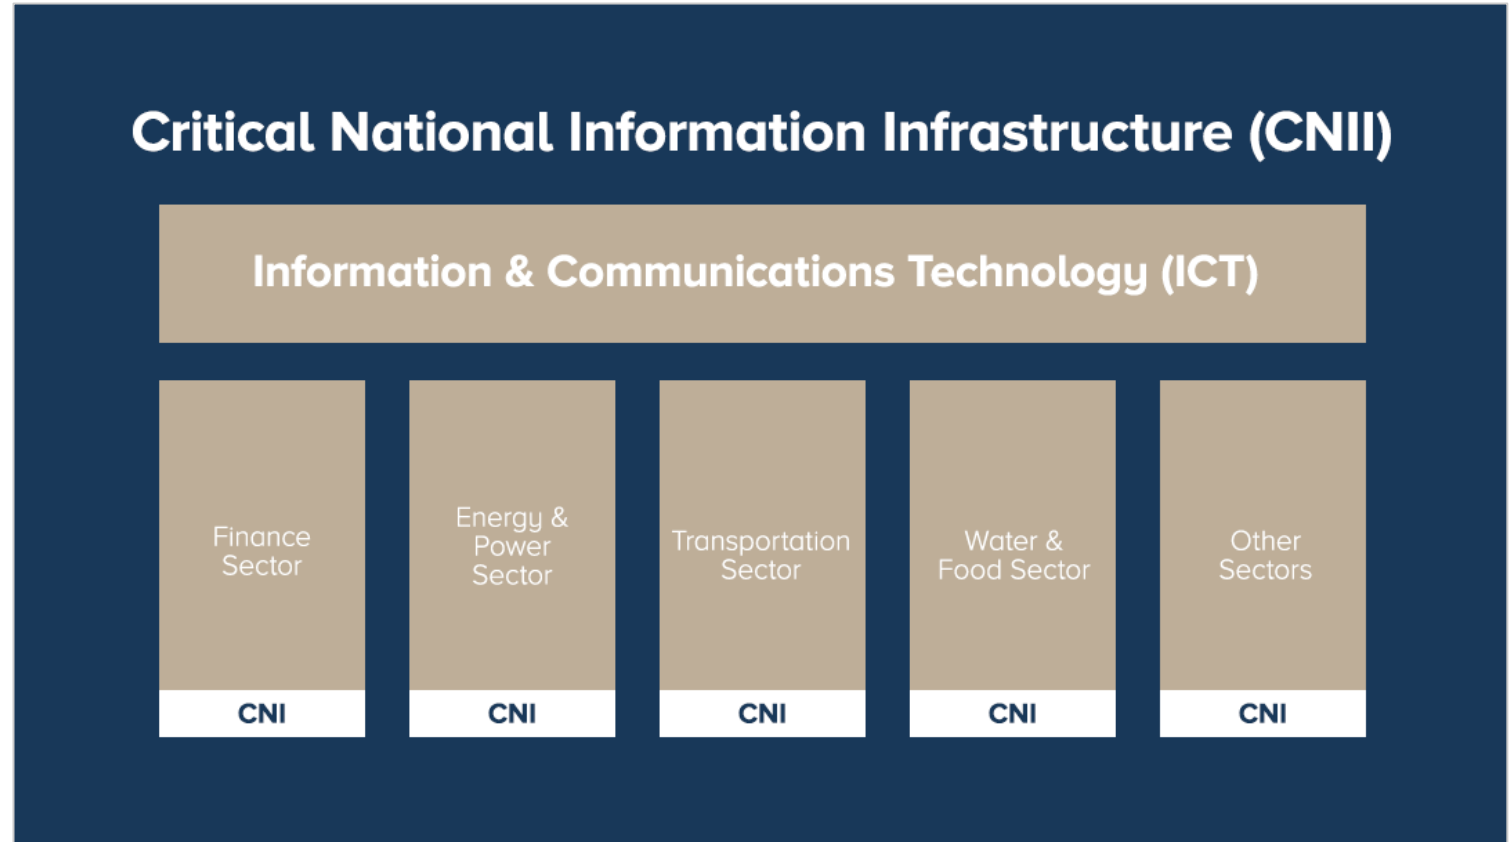 Critical National Information Infrastructure (CNII)
Information & Communications Technology (ICT)
Finance
Sector
Energy &
Power
Sector
Transportation
Sector
Water &
Food Sector
Other
Sectors
CNI
CNI
CNI
CNI
CNI